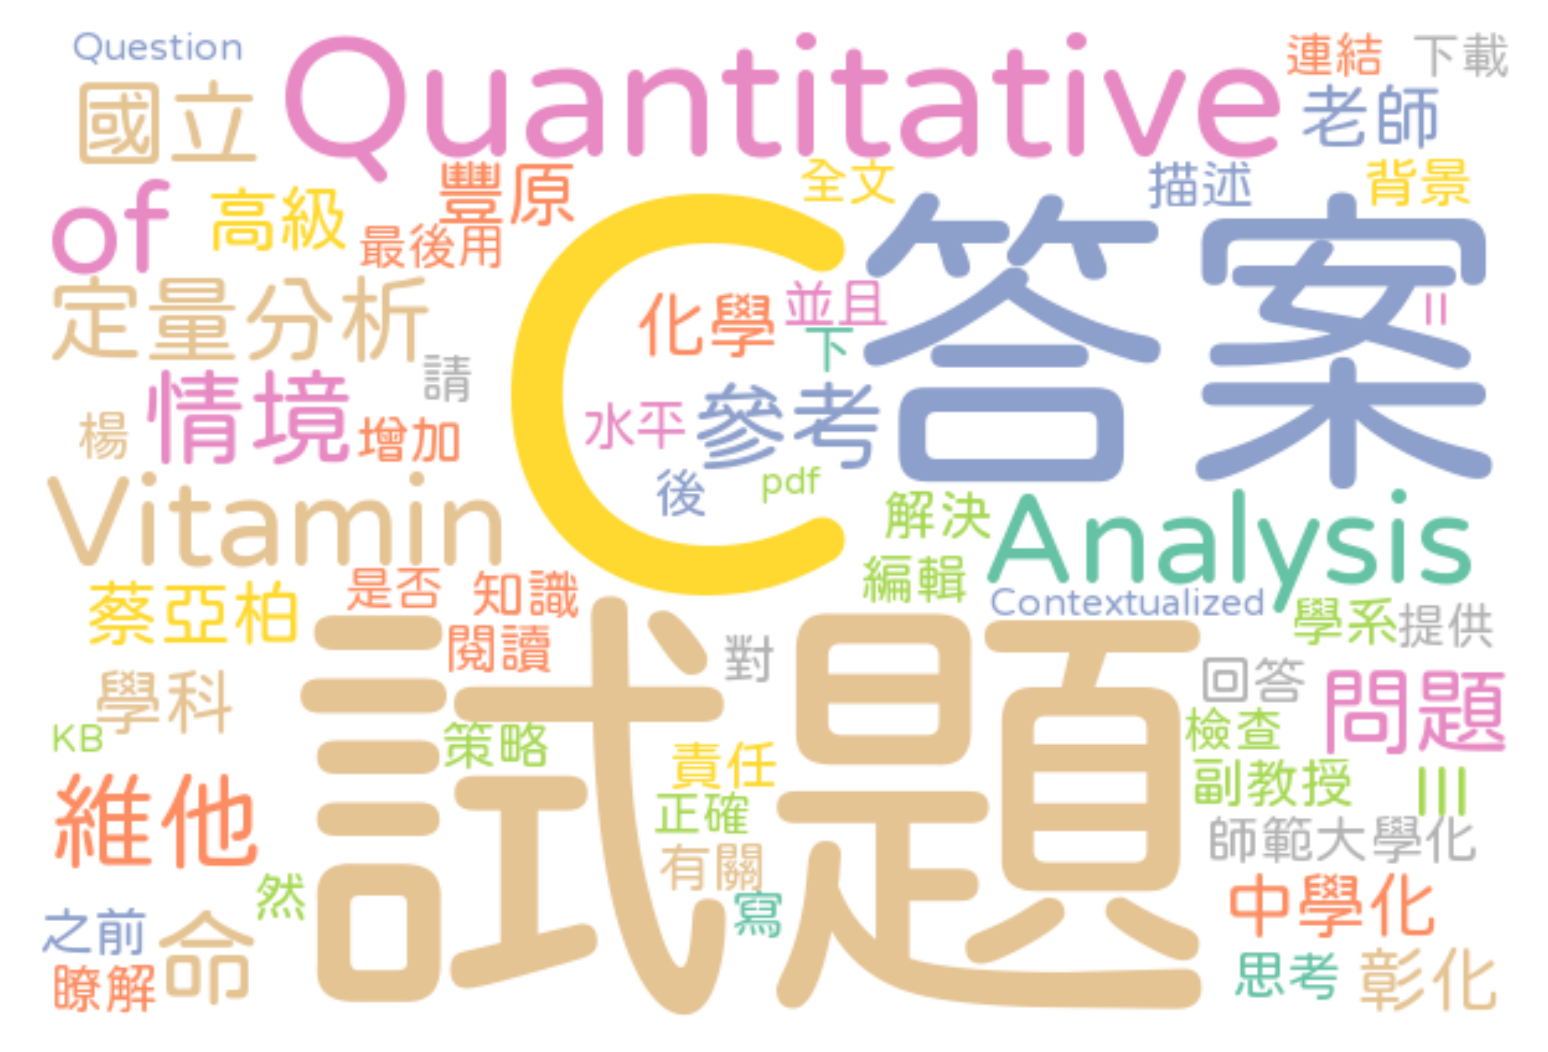 Question
國立
Quantitative
連結
下載
老師
of
高級
豐原
最後用
全文
描述
背景
C
答案
定量分析
化學
並且
下
II
請
情境
楊
增加
水平
參考
後
pdf
Vitamin
解決
Analysis
編輯
Contextualized
蔡亞柏
是否
知識
閱讀
學系
提供
試題
對
學科
回答
問題
KB
策略
檢查
責任
副教授
III
維他
正確
師範大學化
有關
然
寫
中學化
之前
命
瞭解
思考
彰化